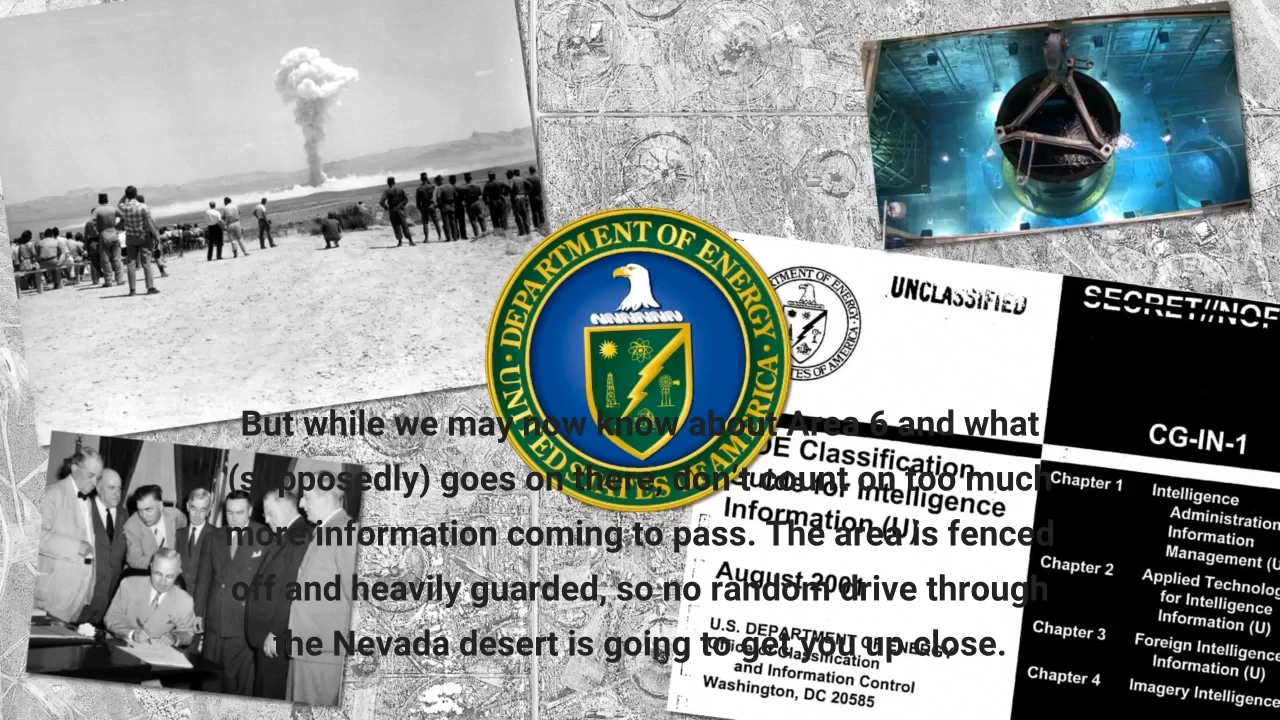 DEPARTMENT OF ENERGY
UNITED STATES OF AMERICA
UNCLASSIFIED
SECRET//NOF
CG-IN-1
DOE Classification
Guide for Intelligence
Information (U)
August 2001
U.S. DEPARTMENT OF ENERGY
Office of Classification
and Information Control
Washington, DC 20585
Chapter 1 Intelligence
Administration
Information
Management (U
Chapter 2 Applied Technolog
for Intelligence
Information (U)
Chapter 3 Foreign Intelligence
Information (U)
Chapter 4 Imagery Intelligence
But while we may now know about Area 6 and what
(supposedly) goes on there, don't count on too much
more information coming to pass. The area is fenced
off and heavily guarded, so no random drive through
the Nevada desert is going to get you up close.